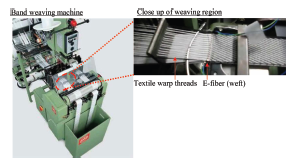 Band weaving machine
Close up of weaving region
Textile warp threads
E-fiber (weft)